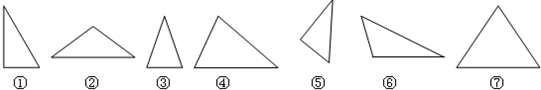 ① ② ③ ④ ⑤ ⑥ ⑦